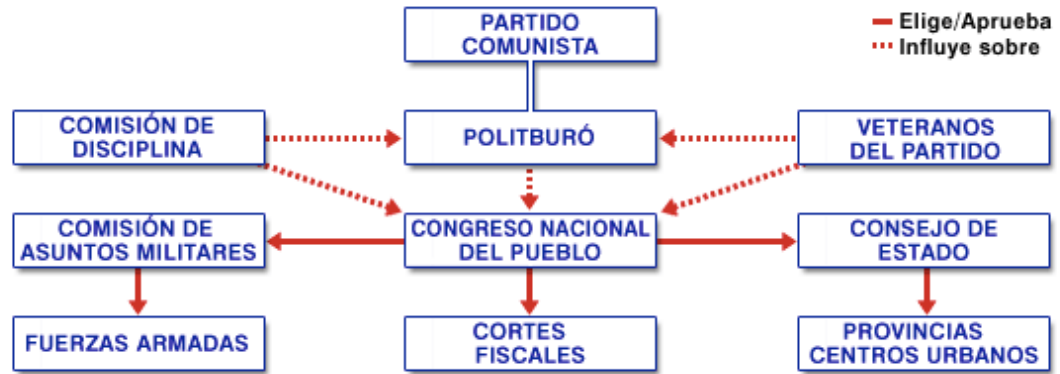 PARTIDO
COMUNISTA
Elige/Aprueba
Influye sobre
COMISIÓN DE
DISCIPLINA
POLITBURÓ
VETERANOS
DEL PARTIDO
COMISIÓN DE
ASUNTOS MILITARES
CONGRESO NACIONAL
DEL PUEBLO
CONSEJO DE
ESTADO
FUERZAS ARMADAS
CORTES
FISCALES
PROVINCIAS
CENTROS URBANOS